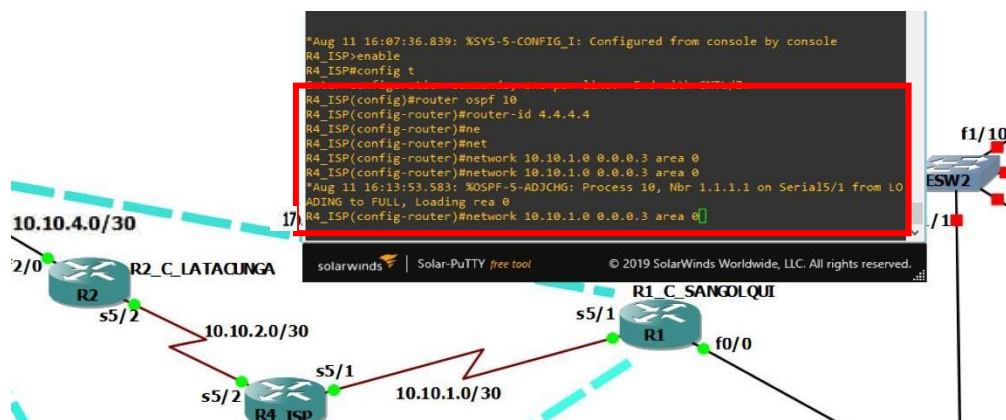 *Aug 11 16:07:36.839: %SYS-5-CONFIG_I: Configured from console by console
R4_ISP>enable
R4_ISP#config t
R4_ISP(config)#router ospf 10
R4_ISP(config-router)#router-id 4.4.4.4
R4_ISP(config-router)#ne
R4_ISP(config-router)#net
R4_ISP(config-router)#network 10.10.1.0 0.0.0.3 area 0
R4_ISP(config-router)#network 10.10.1.0 0.0.0.3 area 0
*Aug 11 16:13:53.583: %OSPF-5-ADJCHG: Process 10, Nbr 1.1.1.1 on Serial5/1 from LO
ADING to FULL, Loading rea 0
R4_ISP(config-router)#network 10.10.1.0 0.0.0.3 area 0
solarwinds Solar-PuTTY free tool © 2019 SolarWinds Worldwide, LLC. All rights reserved.
f1/10
ESW2
/1
10.10.4.0/30
17
2/0
R2_C_LATACUNGA
R2
s5/2
10.10.2.0/30
R1_C_SANGOLQUI
s5/1
R1
f0/0
s5/1
s5/2
10.10.1.0/30
R4_ISP